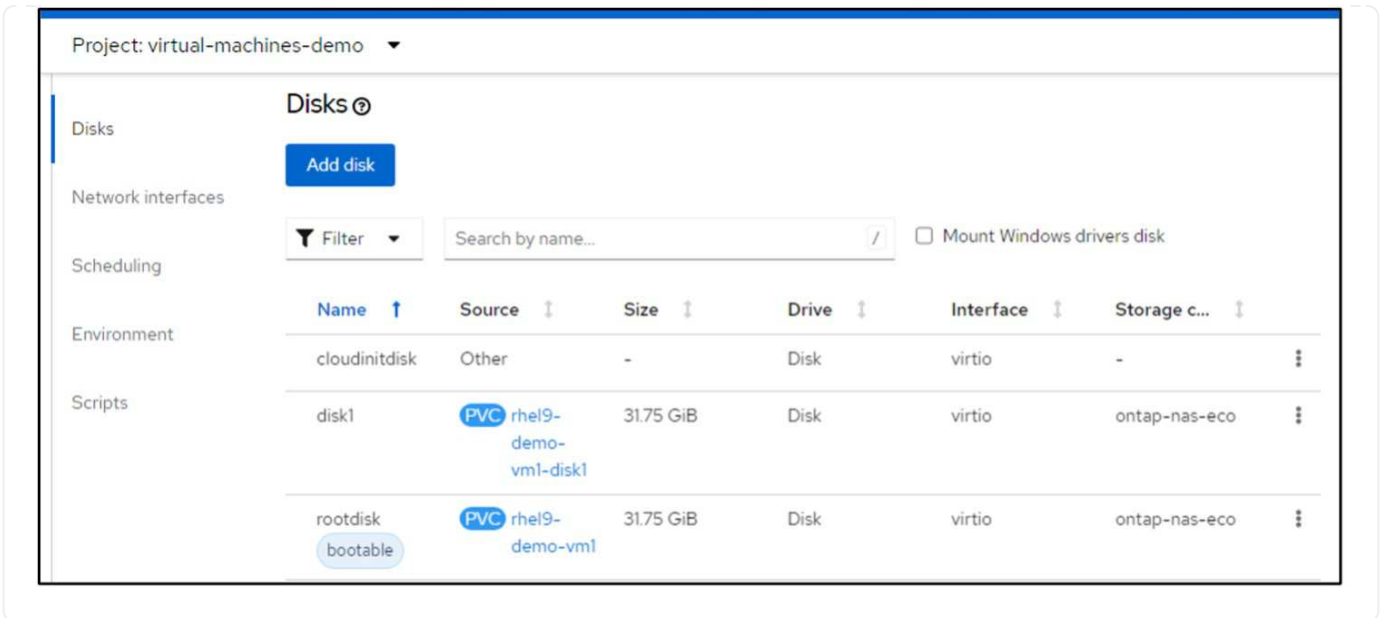 Project: virtual-machines-demo
Disks
Network interfaces
Scheduling
Environment
Scripts
Disks
Add disk
Filter
Search by name...
/
Mount Windows drivers disk
Name Source Size Drive Interface Storage c...
cloudinitdisk Other - Disk virtio -
disk1 PVC rhel9- 31.75 GiB Disk virtio ontap-nas-eco
demo-
vm1-disk1
rootdisk PVC rhel9- 31.75 GiB Disk virtio ontap-nas-eco
bootable demo-vm1